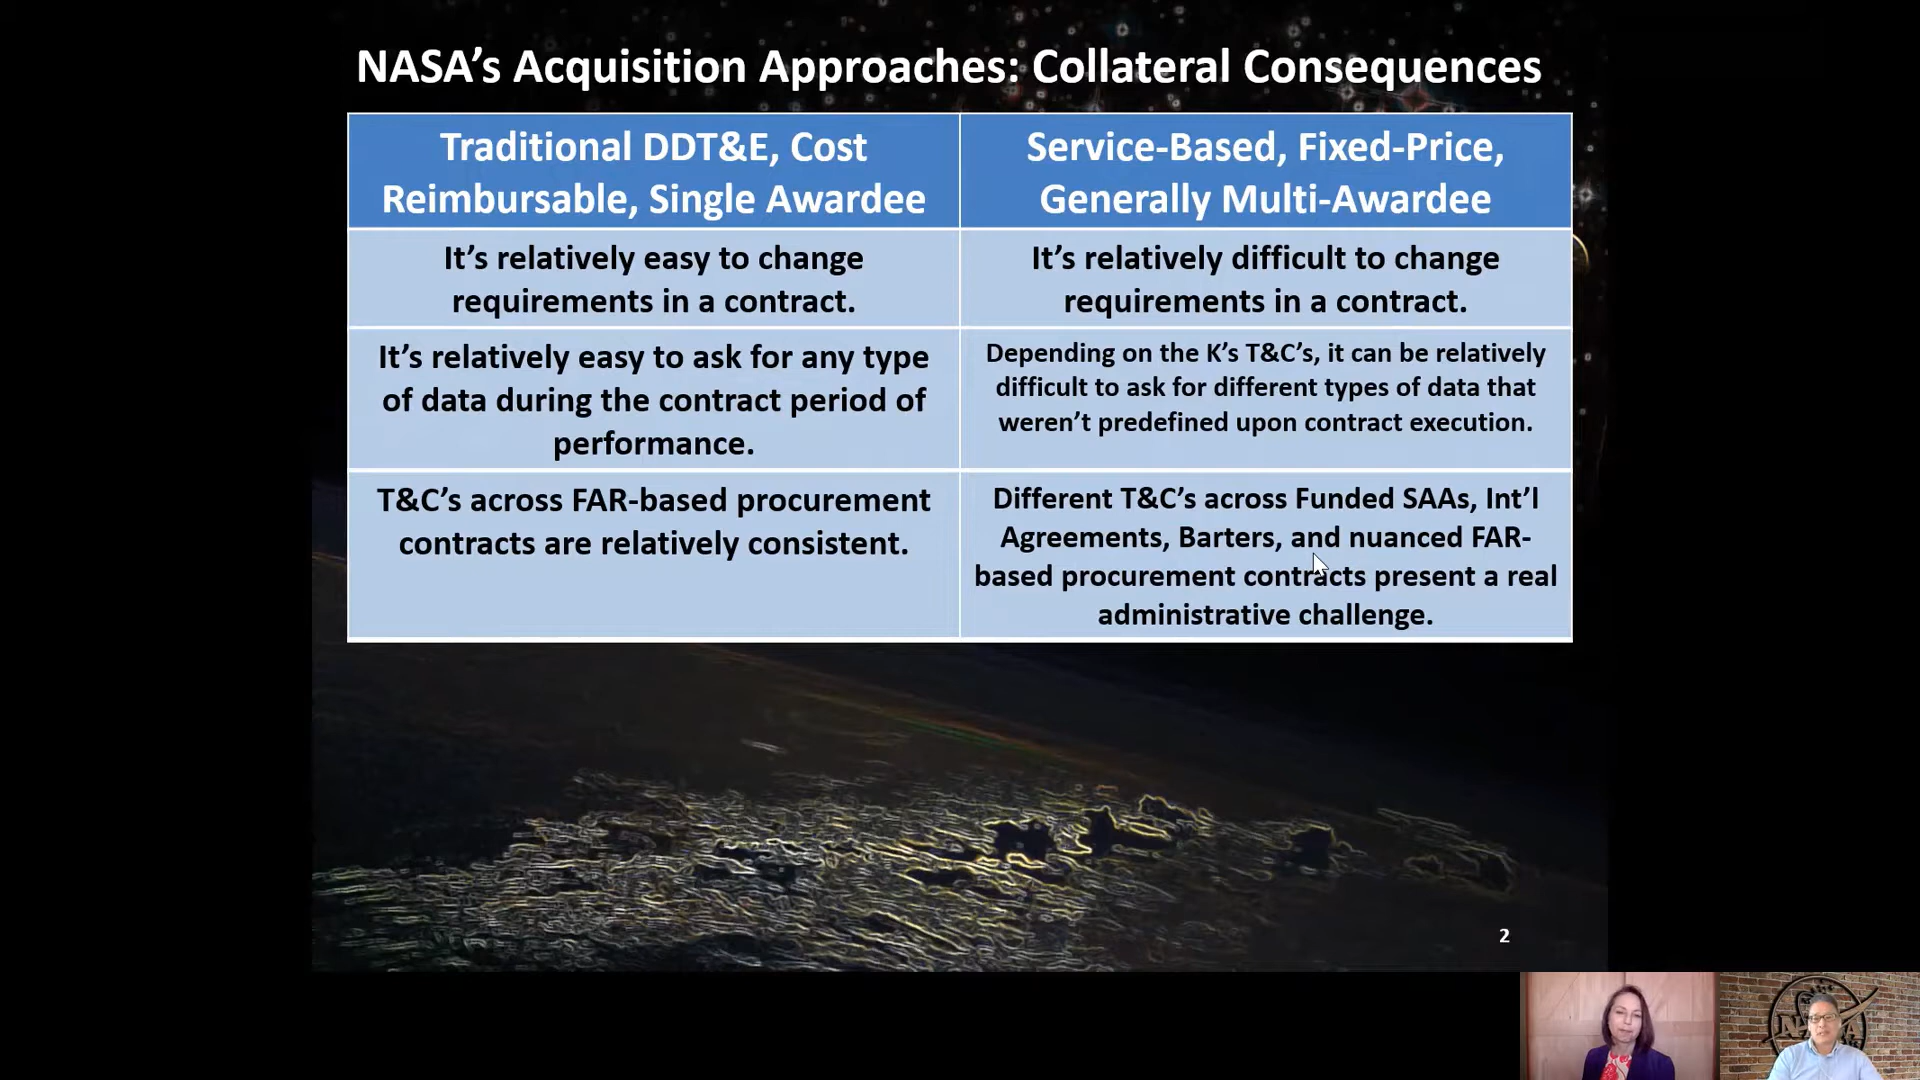 NASA’s Acquisition Approaches: Collateral Consequences
Traditional DDT&E, Cost
Reimbursable, Single Awardee
Service-Based, Fixed-Price,
Generally Multi-Awardee
It’s relatively easy to change
requirements in a contract.
It’s relatively difficult to change
requirements in a contract.
It’s relatively easy to ask for any type
of data during the contract period of
performance.
Depending on the K’s T&C’s, it can be relatively
difficult to ask for different types of data that
weren’t predefined upon contract execution.
T&C’s across FAR-based procurement
contracts are relatively consistent.
Different T&C’s across Funded SAAs, Int’l
Agreements, Barters, and nuanced FAR-
based procurement contracts present a real
administrative challenge.
2